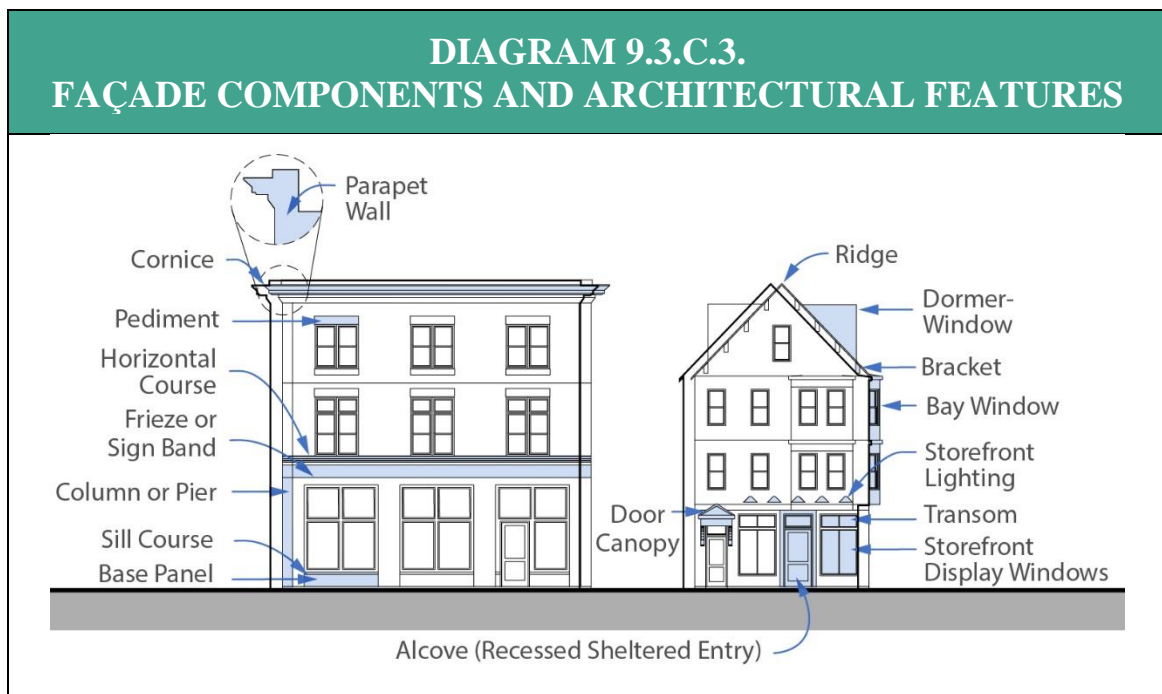 DIAGRAM 9.3.C.3.
FAÇADE COMPONENTS AND ARCHITECTURAL FEATURES
Parapet
Wall
Cornice
Pediment
Horizontal
Course
Frieze or
Sign Band
Column or Pier
Sill Course
Base Panel
Ridge
Dormer-
Window
Bracket
Bay Window
Storefront
Lighting
Door
Canopy
Transom
Storefront
Display Windows
Alcove (Recessed Sheltered Entry)